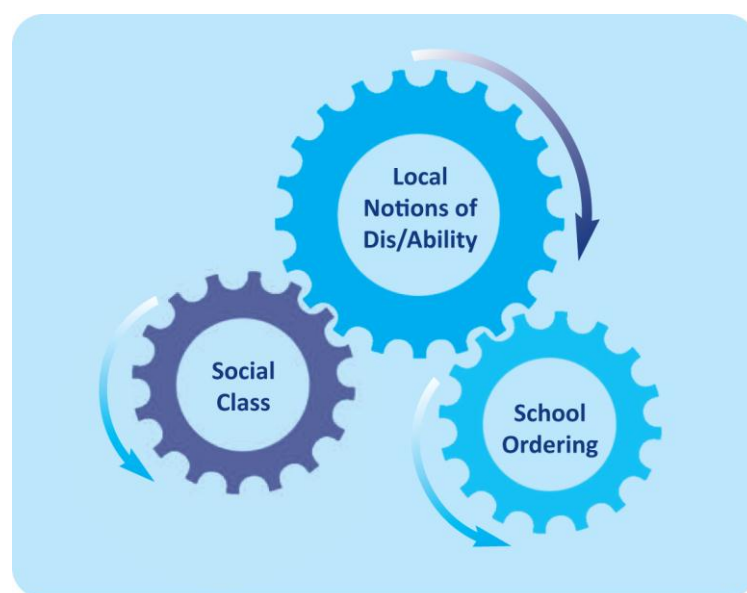 Local
Notions of
Dis/Ability
Social
Class
School
Ordering